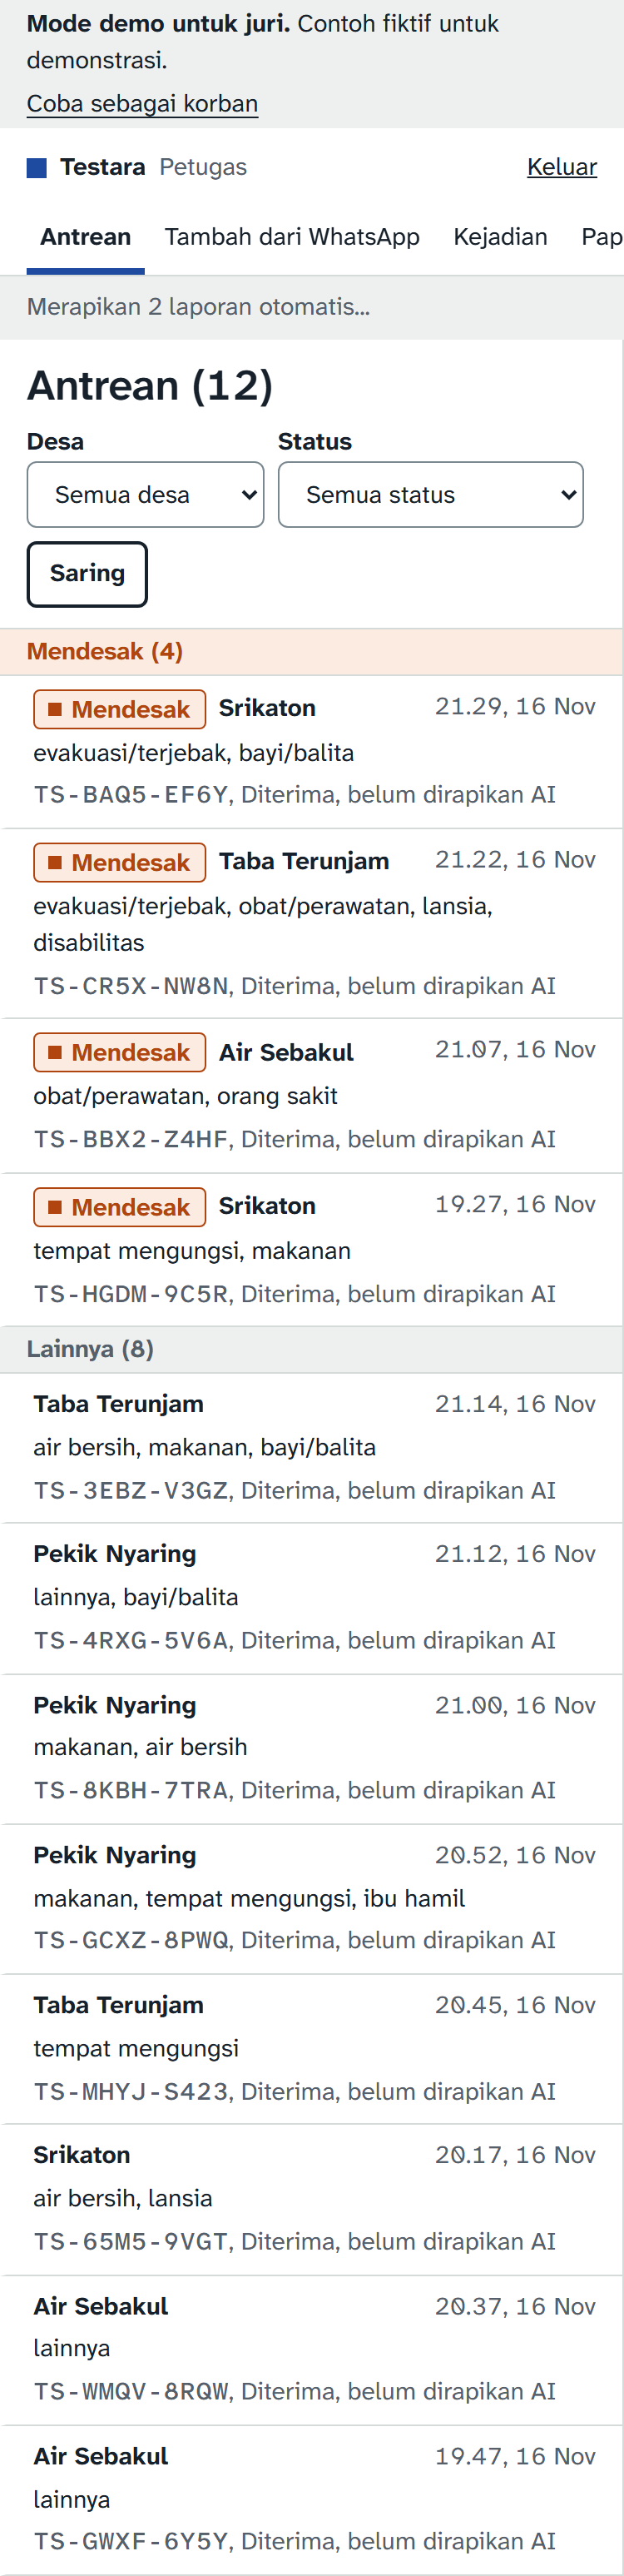 Mode demo untuk juri. Contoh fiktif untuk
demonstrasi.
Coba sebagai korban
Testara Petugas Keluar
Antrean Tambah dari WhatsApp Kejadian Pap
Merapikan 2 laporan otomatis...
Antrean (12)
Desa Status
Semua desa Semua status
Saring
Mendesak (4)
Mendesak Srikaton 21.29, 16 Nov
evakuasi/terjebak, bayi/balita
TS-BAQ5-EF6Y, Diterima, belum dirapikan AI
Mendesak Taba Terunjam 21.22, 16 Nov
evakuasi/terjebak, obat/perawatan, lansia,
disabilitas
TS-CR5X-NW8N, Diterima, belum dirapikan AI
Mendesak Air Sebakul 21.07, 16 Nov
obat/perawatan, orang sakit
TS-BBX2-Z4HF, Diterima, belum dirapikan AI
Mendesak Srikaton 19.27, 16 Nov
tempat mengungsi, makanan
TS-HGDM-9C5R, Diterima, belum dirapikan AI
Lainnya (8)
Taba Terunjam 21.14, 16 Nov
air bersih, makanan, bayi/balita
TS-3EBZ-V3GZ, Diterima, belum dirapikan AI
Pekik Nyaring 21.12, 16 Nov
lainnya, bayi/balita
TS-4RXG-5V6A, Diterima, belum dirapikan AI
Pekik Nyaring 21.00, 16 Nov
makanan, air bersih
TS-8KBH-7TRA, Diterima, belum dirapikan AI
Pekik Nyaring 20.52, 16 Nov
makanan, tempat mengungsi, ibu hamil
TS-GCXZ-8PWQ, Diterima, belum dirapikan AI
Taba Terunjam 20.45, 16 Nov
tempat mengungsi
TS-MHYJ-S423, Diterima, belum dirapikan AI
Srikaton 20.17, 16 Nov
air bersih, lansia
TS-65M5-9VGT, Diterima, belum dirapikan AI
Air Sebakul 20.37, 16 Nov
lainnya
TS-WMQV-8RQW, Diterima, belum dirapikan AI
Air Sebakul 19.47, 16 Nov
lainnya
TS-GWXF-6Y5Y, Diterima, belum dirapikan AI